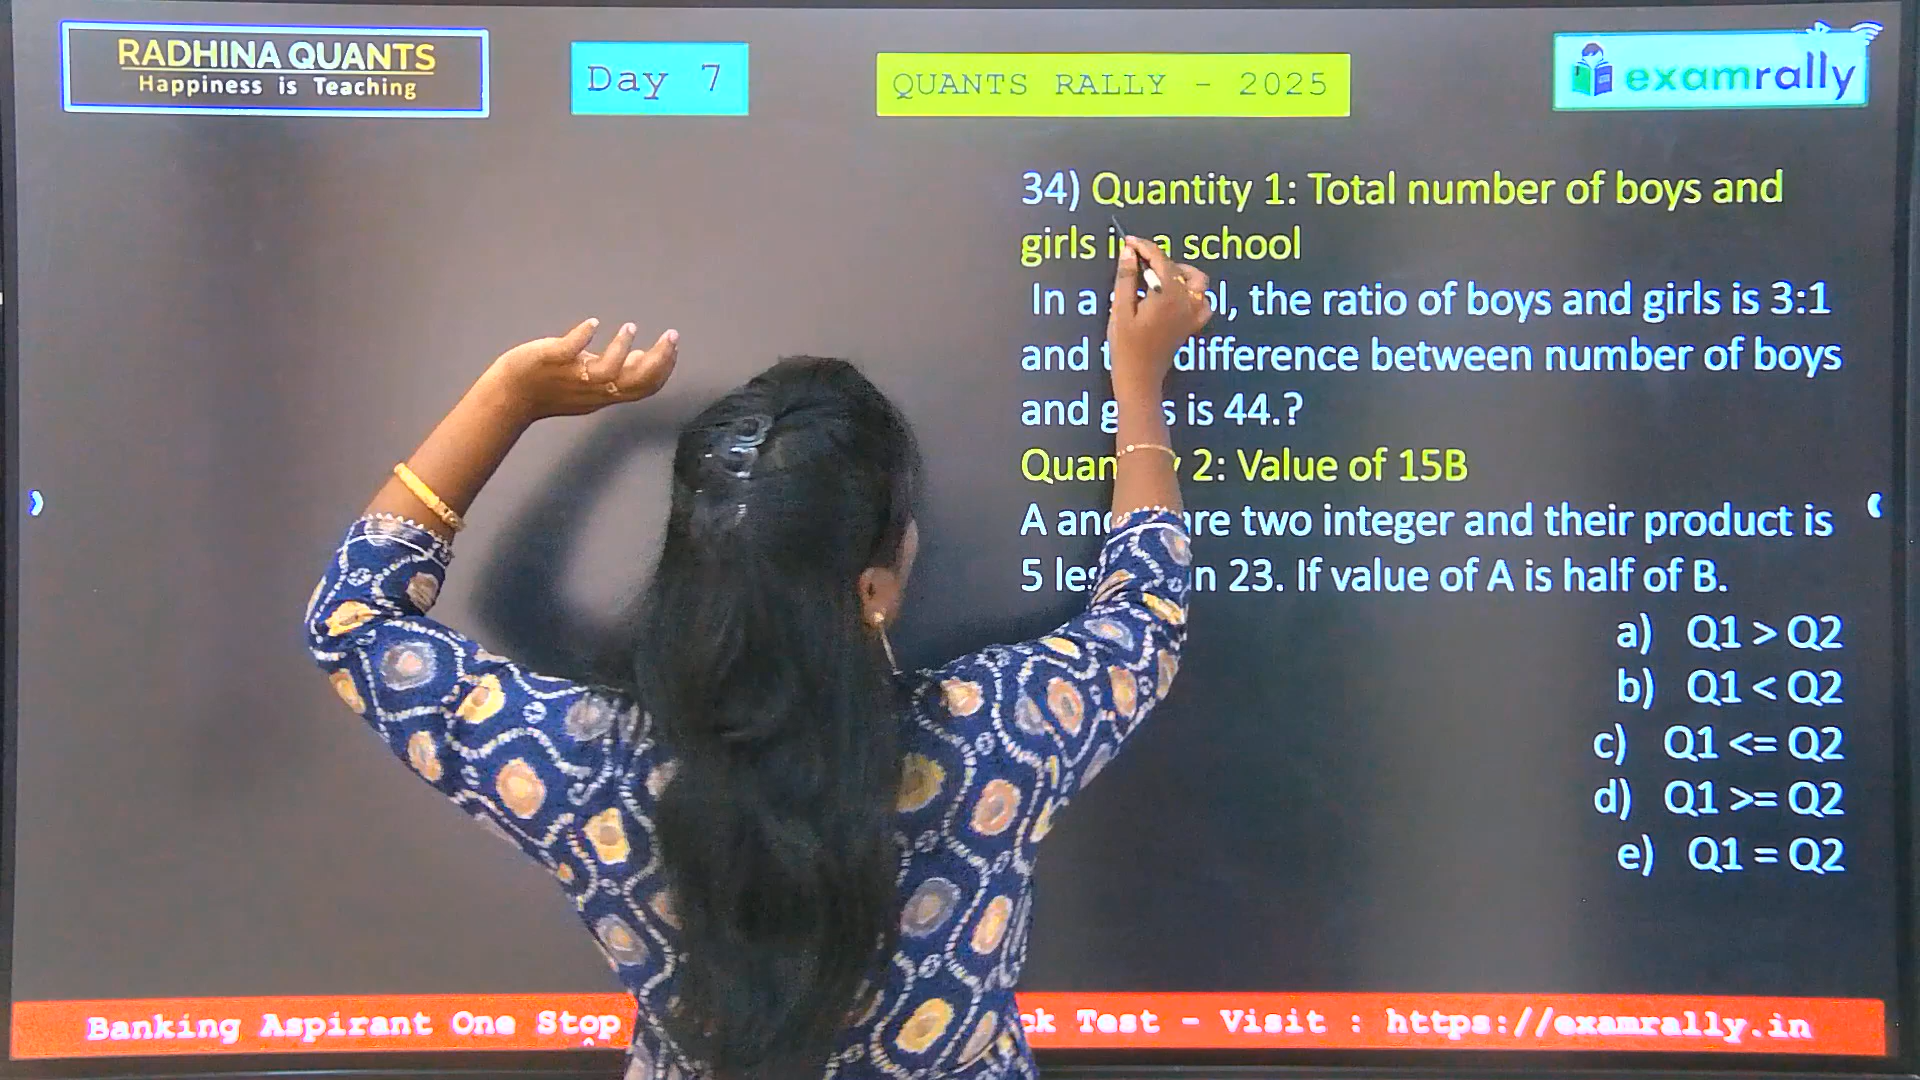 RADHINA QUANTS
Happiness is Teaching
Day 7
QUANTS RALLY - 2025
examrally
34) Quantity 1: Total number of boys and
girls a school
In a the ratio of boys and girls is 3:1
and difference between number of boys
and is 44.?
2: Value of 15B
A are two integer and their product is
5 23. If value of A is half of B.
a) Q1 > Q2
b) Q1 < Q2
c) Q1 <= Q2
d) Q1 >= Q2
e) Q1 = Q2
Banking Aspirant One Stop Test - Visit : https://examrally.in